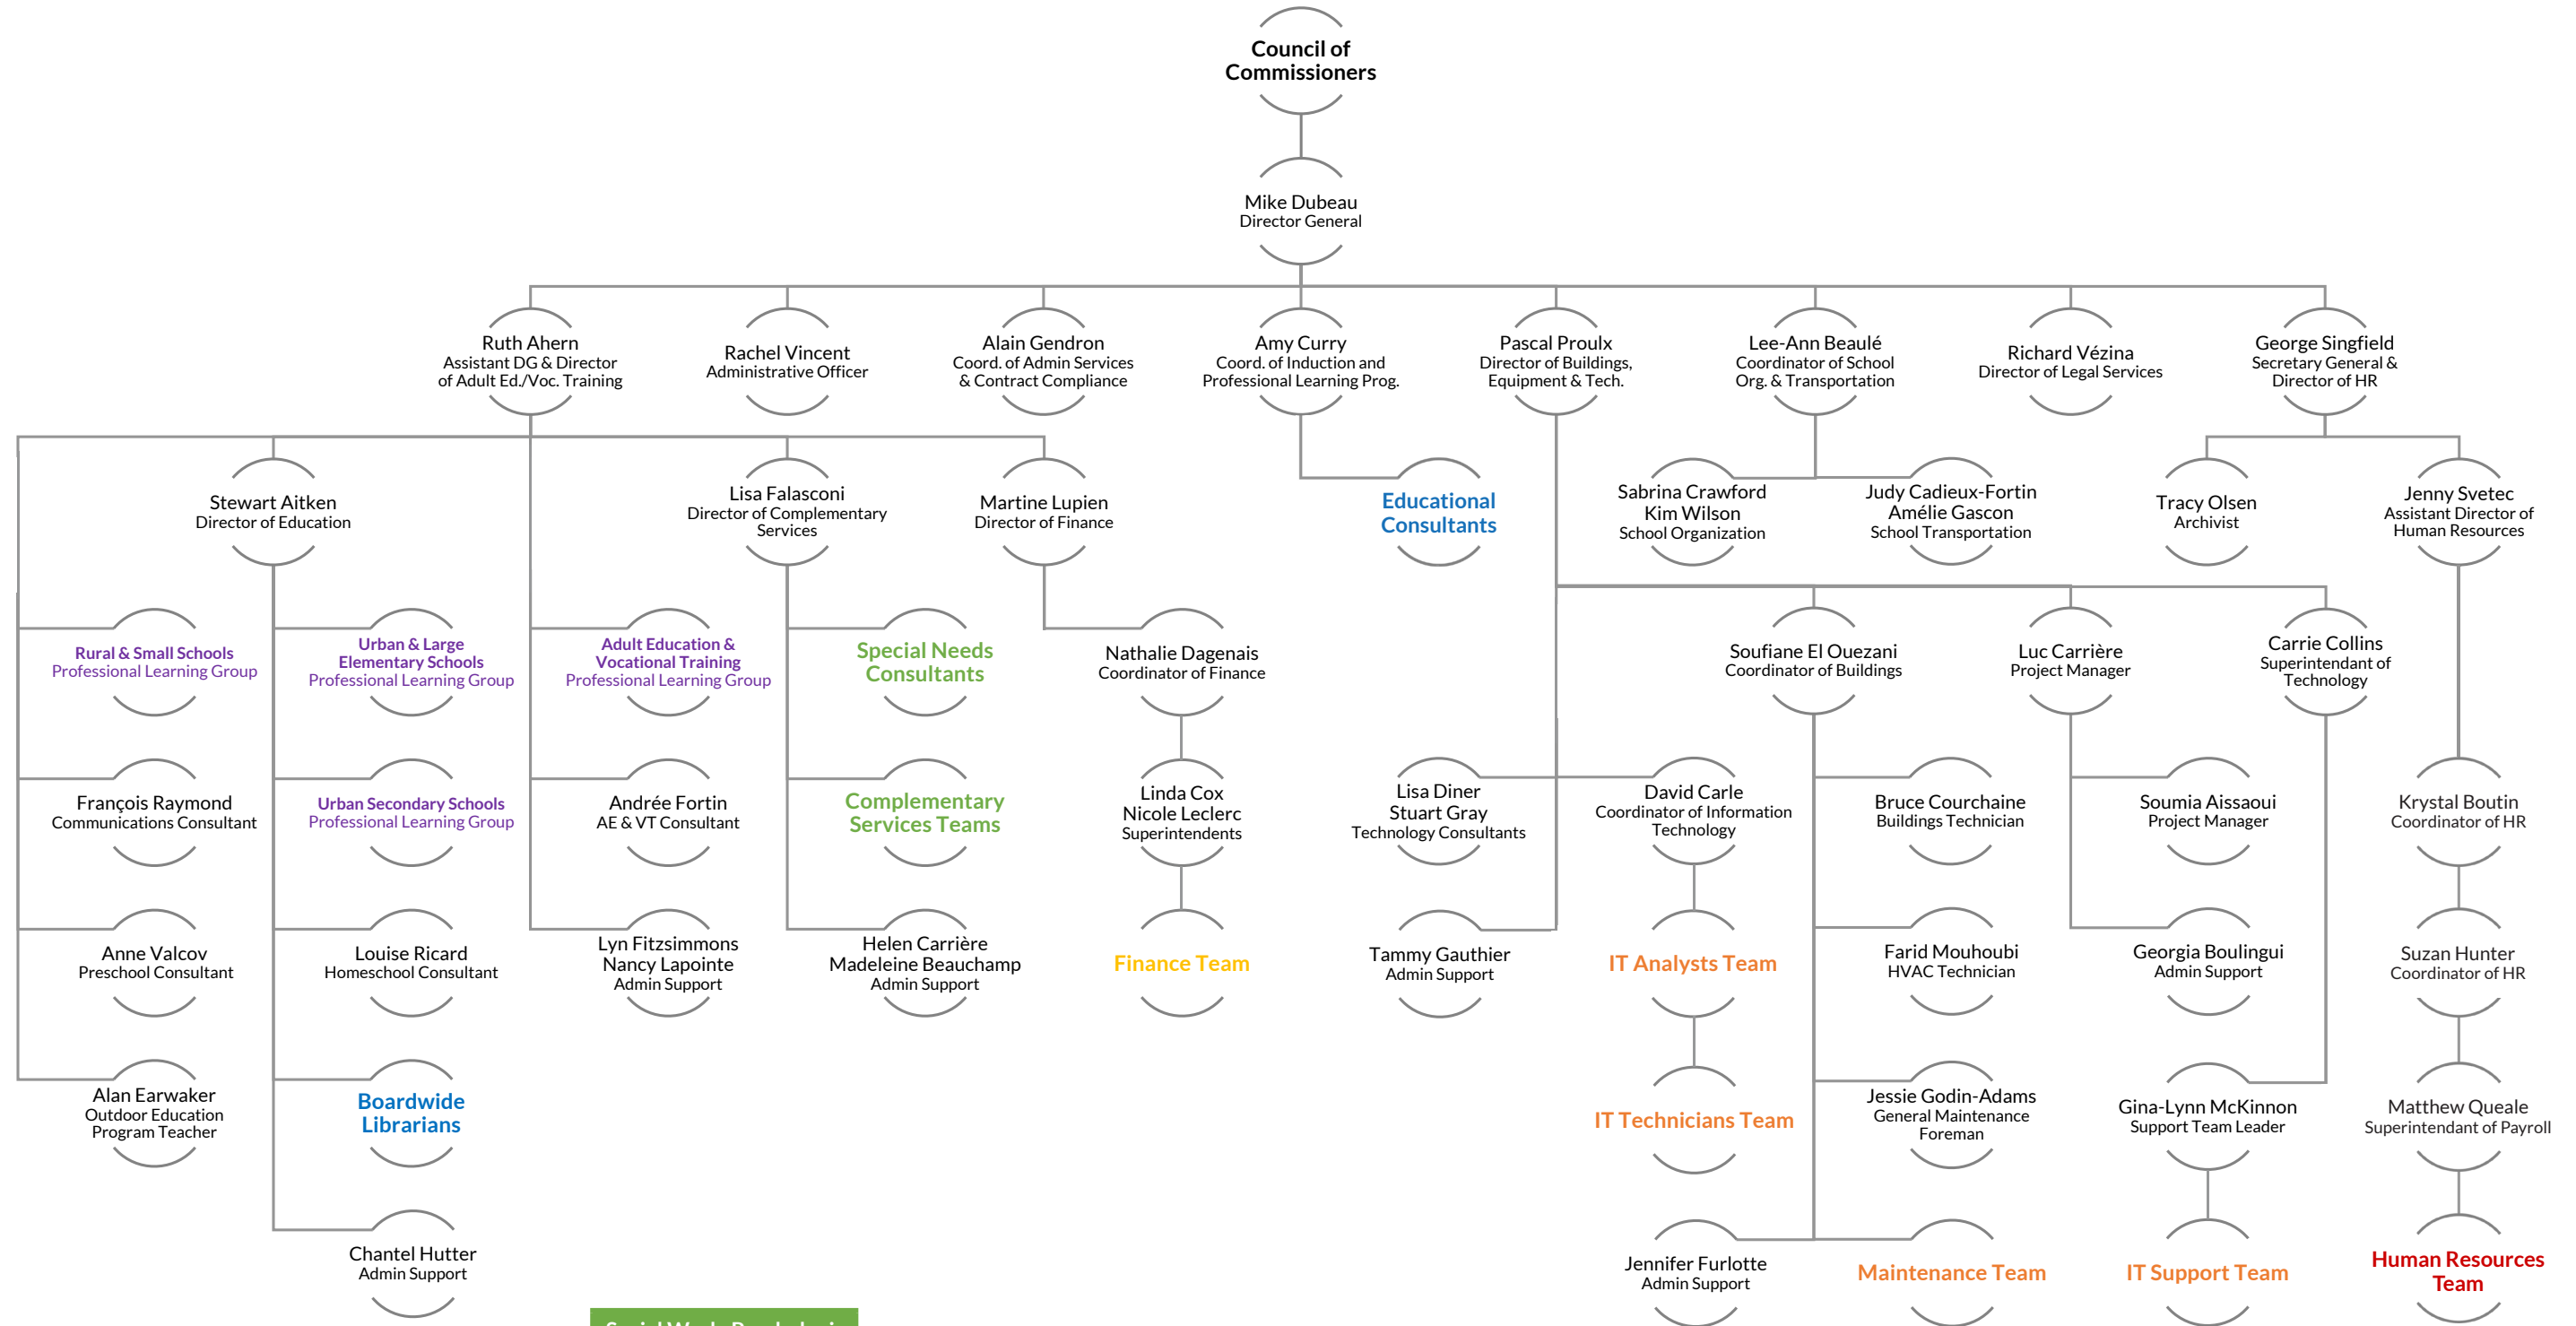 Council of
Commissioners
Mike Dubeau
Director General
Ruth Ahern
Assistant DG & Director
of Adult Ed./Voc. Training
Rachel Vincent
Administrative Officer
Alain Gendron
Coord. of Admin Services
& Contract Compliance
Amy Curry
Coord. of Induction and
Professional Learning Prog.
Pascal Proulx
Director of Buildings,
Equipment & Tech.
Lee-Ann Beaulé
Coordinator of School
Org. & Transportation
Richard Vézina
Director of Legal Services
George Singfield
Secretary General &
Director of HR
Stewart Aitken
Director of Education
Lisa Falasconi
Director of Complementary
Services
Martine Lupien
Director of Finance
Educational
Consultants
Sabrina Crawford
Kim Wilson
School Organization
Judy Cadieux-Fortin
Amélie Gascon
School Transportation
Tracy Olsen
Archivist
Jenny Svetec
Assistant Director of
Human Resources
Rural & Small Schools
Professional Learning Group
Urban & Large
Elementary Schools
Professional Learning Group
Adult Education &
Vocational Training
Professional Learning Group
Special Needs
Consultants
Nathalie Dagenais
Coordinator of Finance
Soufiane El Ouezani
Coordinator of Buildings
Luc Carrière
Project Manager
Carrie Collins
Superintendant of
Technology
François Raymond
Communications Consultant
Urban Secondary Schools
Professional Learning Group
Andrée Fortin
AE & VT Consultant
Complementary
Services Teams
Linda Cox
Nicole Leclerc
Superintendents
Lisa Diner
Stuart Gray
Technology Consultants
David Carle
Coordinator of Information
Technology
Bruce Courchaine
Buildings Technician
Soumia Aissaoui
Project Manager
Krystal Boutin
Coordinator of HR
Anne Valcov
Preschool Consultant
Louise Ricard
Homeschool Consultant
Lyn Fitzsimmons
Nancy Lapointe
Admin Support
Helen Carrière
Madeleine Beauchamp
Admin Support
Finance Team
Tammy Gauthier
Admin Support
IT Analysts Team
Farid Mouhoubi
HVAC Technician
Georgia Boulingui
Admin Support
Suzan Hunter
Coordinator of HR
Alan Earwaker
Outdoor Education
Program Teacher
Boardwide
Librarians
IT Technicians Team
Jessie Godin-Adams
General Maintenance
Foreman
Gina-Lynn McKinnon
Support Team Leader
Matthew Queale
Superintendant of Payroll
Chantel Hutter
Admin Support
Jennifer Furlotte
Admin Support
Maintenance Team
IT Support Team
Human Resources
Team